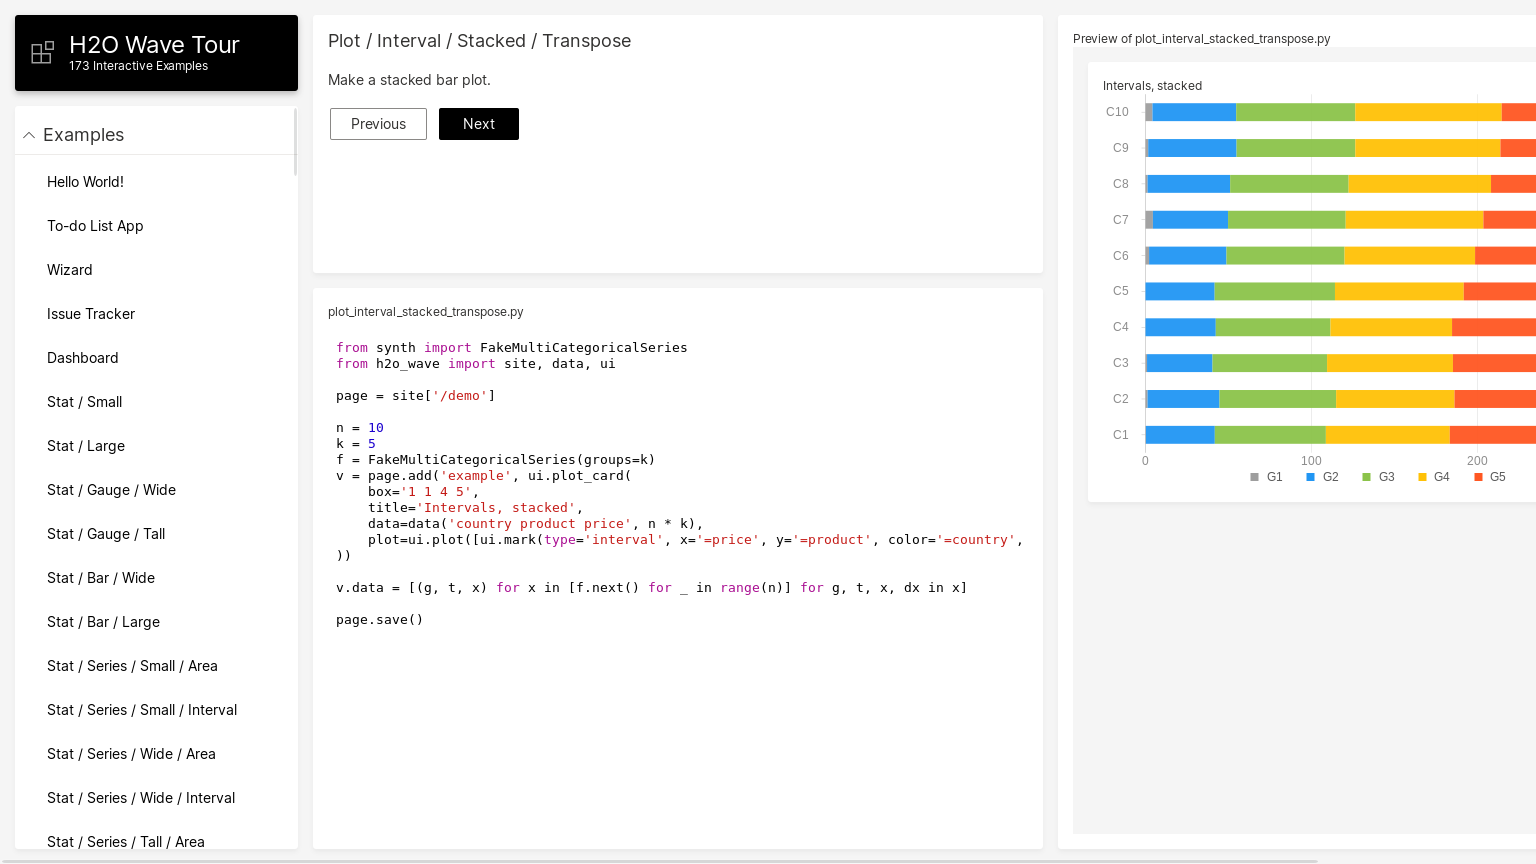 H2O Wave Tour
173 Interactive Examples
Examples
Hello World!
To-do List App
Wizard
Issue Tracker
Dashboard
Stat / Small
Stat / Large
Stat / Gauge / Wide
Stat / Gauge / Tall
Stat / Bar / Wide
Stat / Bar / Large
Stat / Series / Small / Area
Stat / Series / Small / Interval
Stat / Series / Wide / Area
Stat / Series / Wide / Interval
Stat / Series / Tall / Area
Plot / Interval / Stacked / Transpose
Make a stacked bar plot.
Previous Next
plot_interval_stacked_transpose.py
from synth import FakeMultiCategoricalSeries
from h2o_wave import site, data, ui
page = site['/demo']
n = 10
k = 5
f = FakeMultiCategoricalSeries(groups=k)
v = page.add('example', ui.plot_card(
    box='1 1 4 5',
    title='Intervals, stacked',
    data=data('country product price', n * k),
    plot=ui.plot([ui.mark(type='interval', x='=price', y='=product', color='=country',
))
v.data = [(g, t, x) for x in [f.next() for _ in range(n)] for g, t, x, dx in x]
page.save()
Preview of plot_interval_stacked_transpose.py
Intervals, stacked
C10
C9
C8
C7
C6
C5
C4
C3
C2
C1
0 100 200
G1 G2 G3 G4 G5